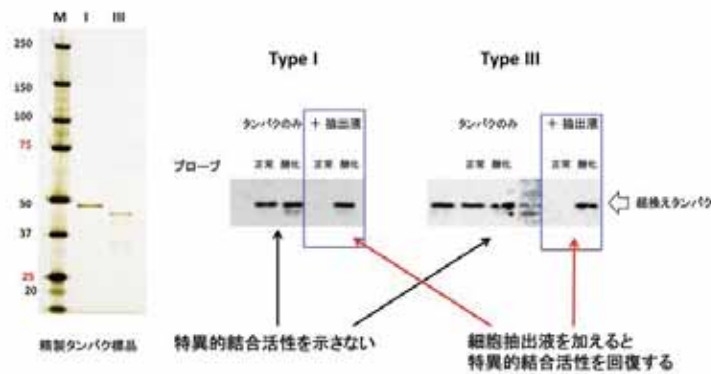 M I III
250
150
100
75
50
37
25
20
精製タンパク標品
Type I
タンパクのみ
+ 抽出液
プローブ
正常 酸化
正常 酸化
Type III
タンパクのみ
+ 抽出液
正常 酸化
正常 酸化
組換えタンパク
特異的結合活性を示さない
細胞抽出液を加えると
特異的結合活性を回復する